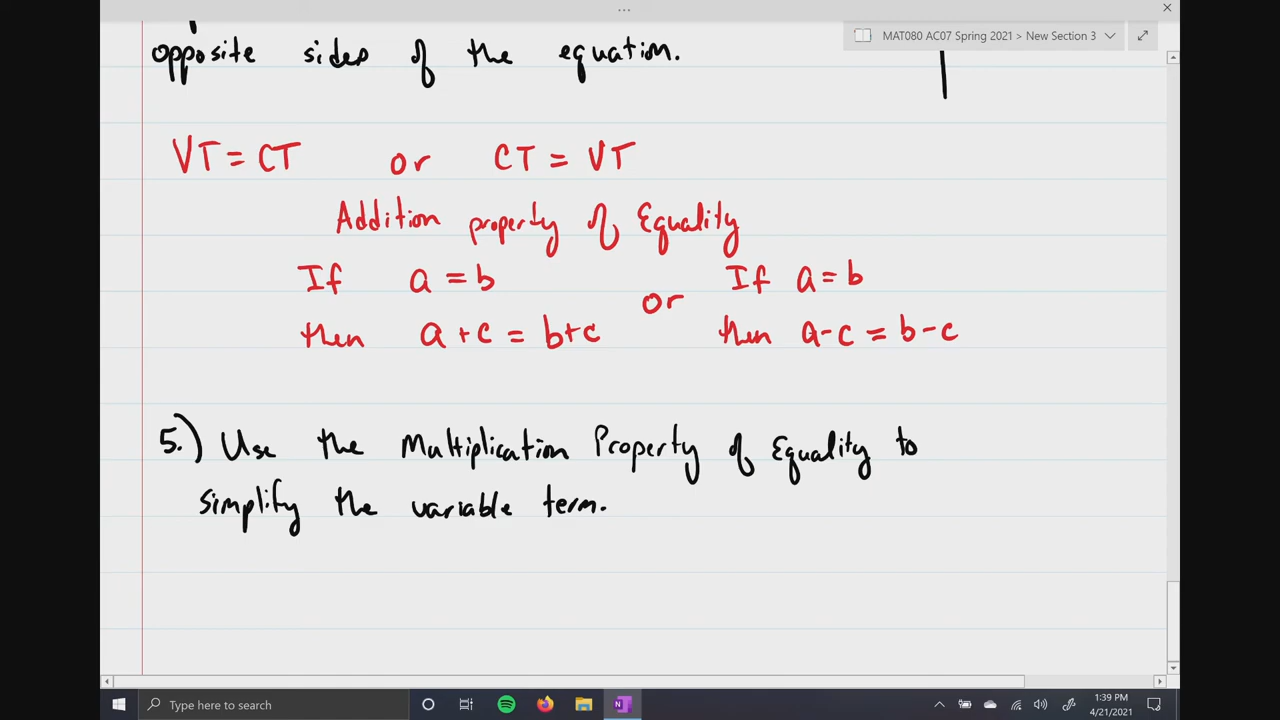 MAT080 AC07 Spring 2021 > New Section 3
opposite sides of the equation.
VT = CT or CT = VT
Addition property of Equality
If a = b or If a = b
then a + c = b + c then a - c = b - c
5.) Use the Multiplication Property of Equality to
simplify the variable term.
Type here to search
1:39 PM
4/21/2021